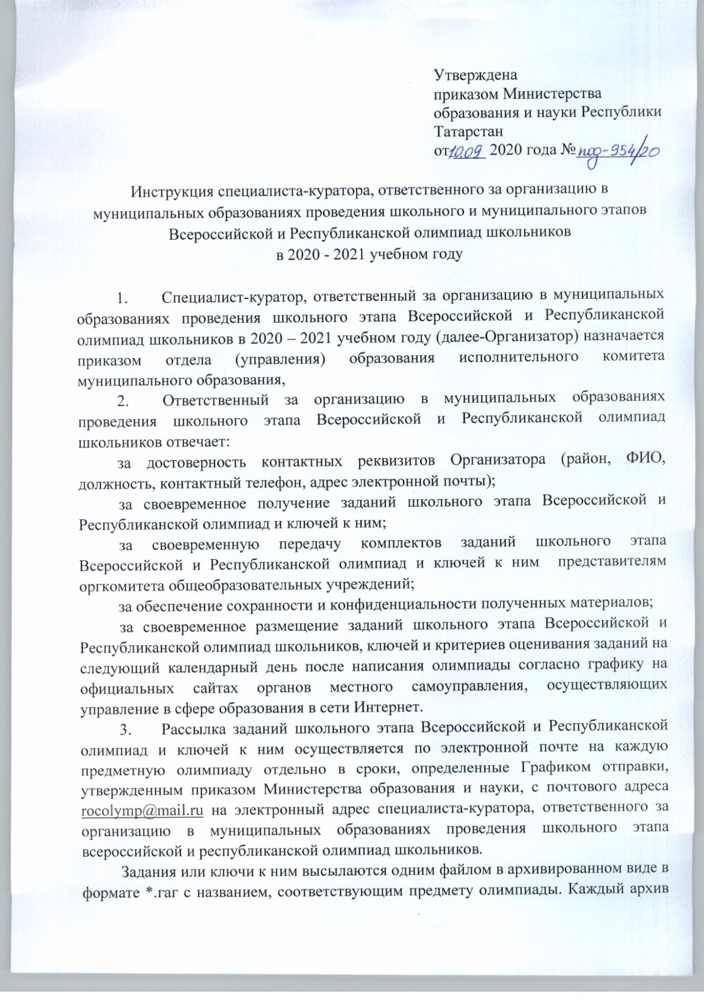 Утверждена
приказом Министерства
образования и науки Республики
Татарстан
от 10.09 2020 года № под-954/20
Инструкция специалиста-куратора, ответственного за организацию в
муниципальных образованиях проведения школьного и муниципального этапов
Всероссийской и Республиканской олимпиад школьников
в 2020 - 2021 учебном году
1. Специалист-куратор, ответственный за организацию в муниципальных
образованиях проведения школьного этапа Всероссийской и Республиканской
олимпиад школьников в 2020 – 2021 учебном году (далее-Организатор) назначается
приказом отдела (управления) образования исполнительного комитета
муниципального образования,
2. Ответственный за организацию в муниципальных образованиях
проведения школьного этапа Всероссийской и Республиканской олимпиад
школьников отвечает:
за достоверность контактных реквизитов Организатора (район, ФИО,
должность, контактный телефон, адрес электронной почты);
за своевременное получение заданий школьного этапа Всероссийской и
Республиканской олимпиад и ключей к ним;
за своевременную передачу комплектов заданий школьного этапа
Всероссийской и Республиканской олимпиад и ключей к ним представителям
оргкомитета общеобразовательных учреждений;
за обеспечение сохранности и конфиденциальности полученных материалов;
за своевременное размещение заданий школьного этапа Всероссийской и
Республиканской олимпиад школьников, ключей и критериев оценивания заданий на
следующий календарный день после написания олимпиады согласно графику на
официальных сайтах органов местного самоуправления, осуществляющих
управление в сфере образования в сети Интернет.
3. Рассылка заданий школьного этапа Всероссийской и Республиканской
олимпиад и ключей к ним осуществляется по электронной почте на каждую
предметную олимпиаду отдельно в сроки, определенные Графиком отправки,
утвержденным приказом Министерства образования и науки, с почтового адреса
rocolymp@mail.ru на электронный адрес специалиста-куратора, ответственного за
организацию в муниципальных образованиях проведения школьного этапа
всероссийской и республиканской олимпиад школьников.
Задания или ключи к ним высылаются одним файлом в архивированном виде в
формате *.гаг с названием, соответствующим предмету олимпиады. Каждый архив